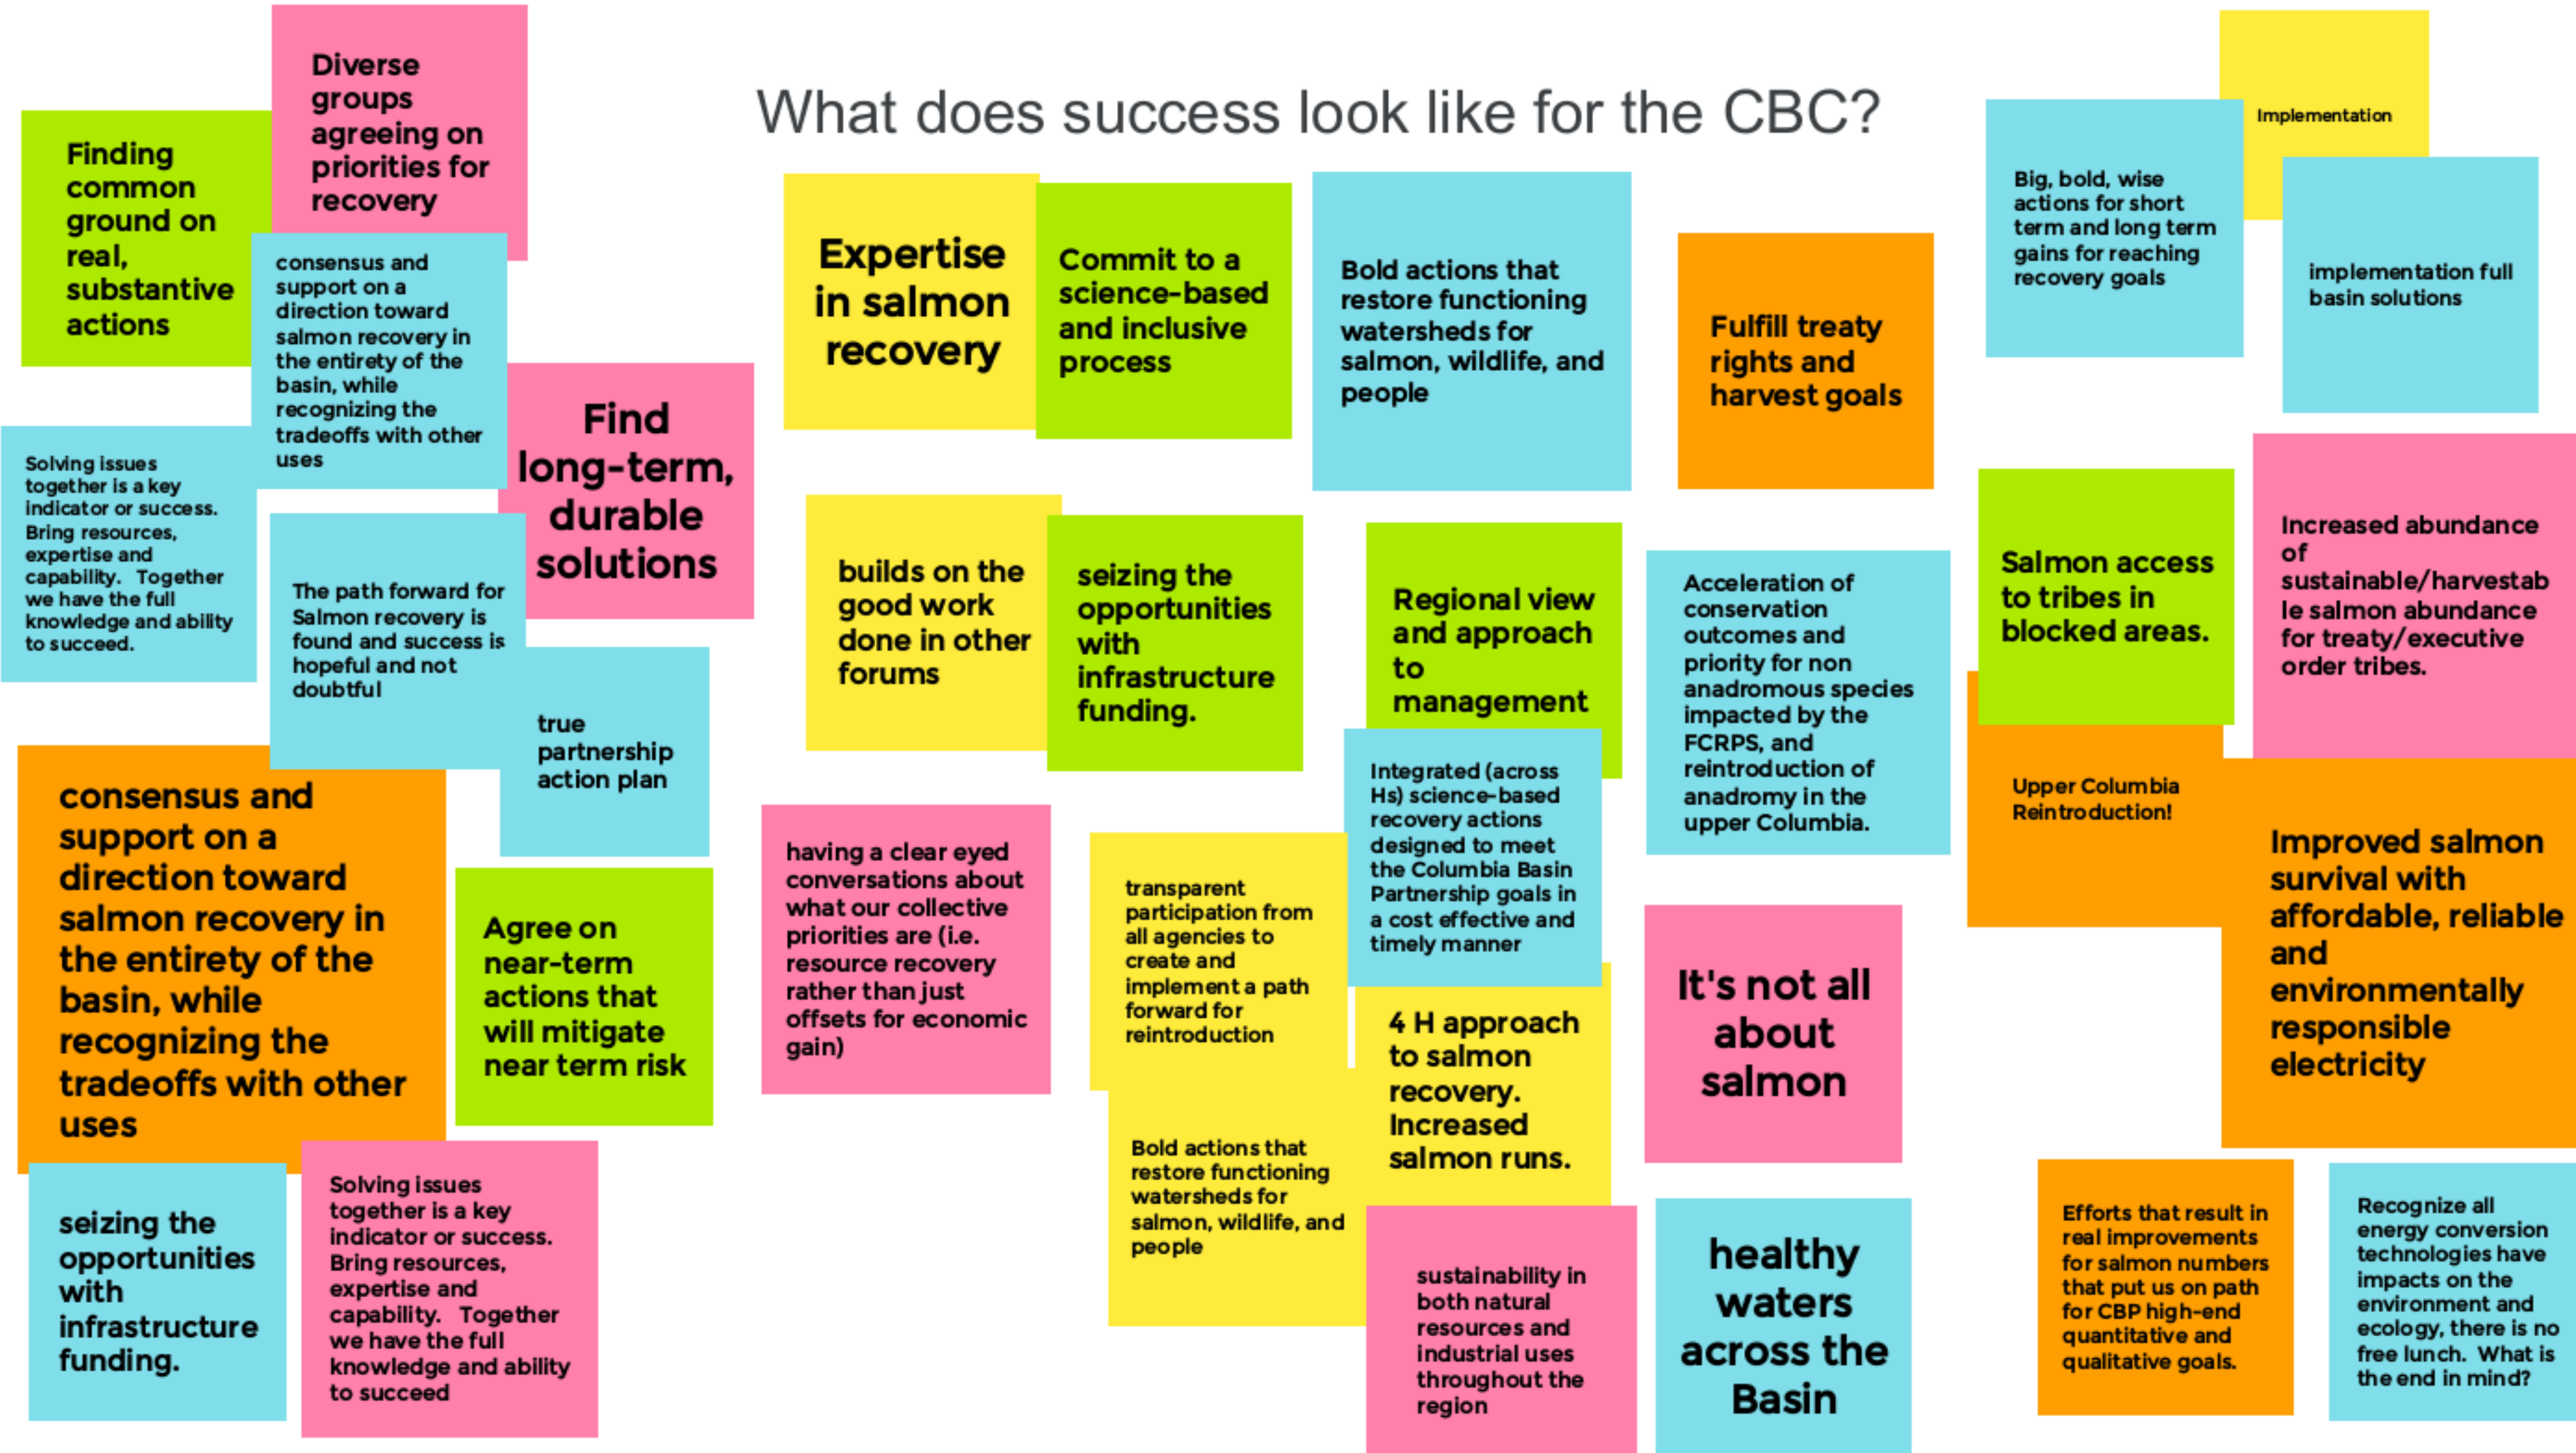 What does success look like for the CBC?
Diverse
groups
agreeing on
priorities for
recovery
Finding
common
ground on
real,
substantive
actions
consensus and
support on a
direction toward
salmon recovery in
the entirety of the
basin, while
recognizing the
tradeoffs with other
uses
Find
long-term,
durable
solutions
Solving issues
together is a key
indicator or success.
Bring resources,
expertise and
capability. Together
we have the full
knowledge and ability
to succeed.
The path forward for
Salmon recovery is
found and success is
hopeful and not
doubtful
true
partnership
action plan
consensus and
support on a
direction toward
salmon recovery in
the entirety of the
basin, while
recognizing the
tradeoffs with other
uses
Agree on
near-term
actions that
will mitigate
near term risk
seizing the
opportunities
with
infrastructure
funding.
Solving issues
together is a key
indicator or success.
Bring resources,
expertise and
capability. Together
we have the full
knowledge and ability
to succeed
Expertise
in salmon
recovery
Commit to a
science-based
and inclusive
process
Bold actions that
restore functioning
watersheds for
salmon, wildlife, and
people
Fulfill treaty
rights and
harvest goals
builds on the
good work
done in other
forums
seizing the
opportunities
with
infrastructure
funding.
Regional view
and approach
to
management
Acceleration of
conservation
outcomes and
priority for non
anadromous species
impacted by the
FCRPS, and
reintroduction of
anadromy in the
upper Columbia.
having a clear eyed
conversations about
what our collective
priorities are (i.e.
resource recovery
rather than just
offsets for economic
gain)
transparent
participation from
all agencies to
create and
implement a path
forward for
reintroduction
Integrated (across
Hs) science-based
recovery actions
designed to meet
the Columbia Basin
Partnership goals in
a cost effective and
timely manner
4 H approach
to salmon
recovery.
Increased
salmon runs.
It's not all
about
salmon
Bold actions that
restore functioning
watersheds for
salmon, wildlife, and
people
sustainability in
both natural
resources and
industrial uses
throughout the
region
healthy
waters
across the
Basin
Implementation
Big, bold, wise
actions for short
term and long term
gains for reaching
recovery goals
implementation full
basin solutions
Salmon access
to tribes in
blocked areas.
Increased abundance
of
sustainable/harvestab
le salmon abundance
for treaty/executive
order tribes.
Upper Columbia
Reintroduction!
Improved salmon
survival with
affordable, reliable
and
environmentally
responsible
electricity
Efforts that result in
real improvements
for salmon numbers
that put us on path
for CBP high-end
quantitative and
qualitative goals.
Recognize all
energy conversion
technologies have
impacts on the
environment and
ecology, there is no
free lunch. What is
the end in mind?